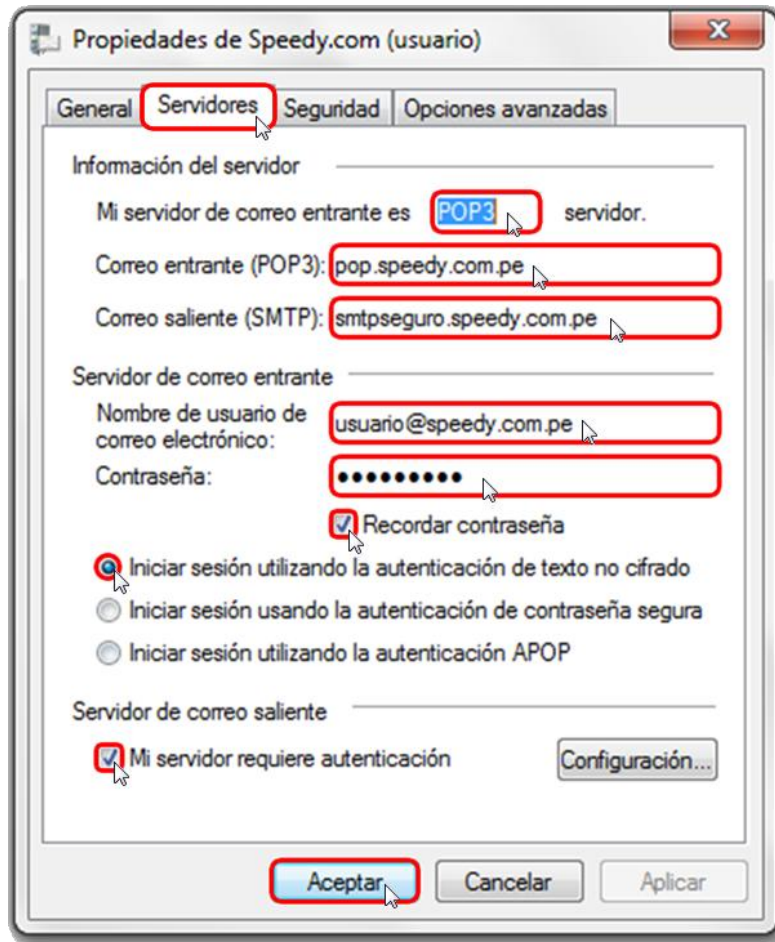 Propiedades de Speedy.com (usuario)
General Servidores Seguridad Opciones avanzadas
Información del servidor
Mi servidor de correo entrante es POP3 servidor.
Correo entrante (POP3): pop.speedy.com.pe
Correo saliente (SMTP): smtpseguro.speedy.com.pe
Servidor de correo entrante
Nombre de usuario de
correo electrónico: usuario@speedy.com.pe
Contraseña: •••••••••
Recordar contraseña
Iniciar sesión utilizando la autenticación de texto no cifrado
Iniciar sesión usando la autenticación de contraseña segura
Iniciar sesión utilizando la autenticación APOP
Servidor de correo saliente
Mi servidor requiere autenticación Configuración...
Aceptar Cancelar Aplicar